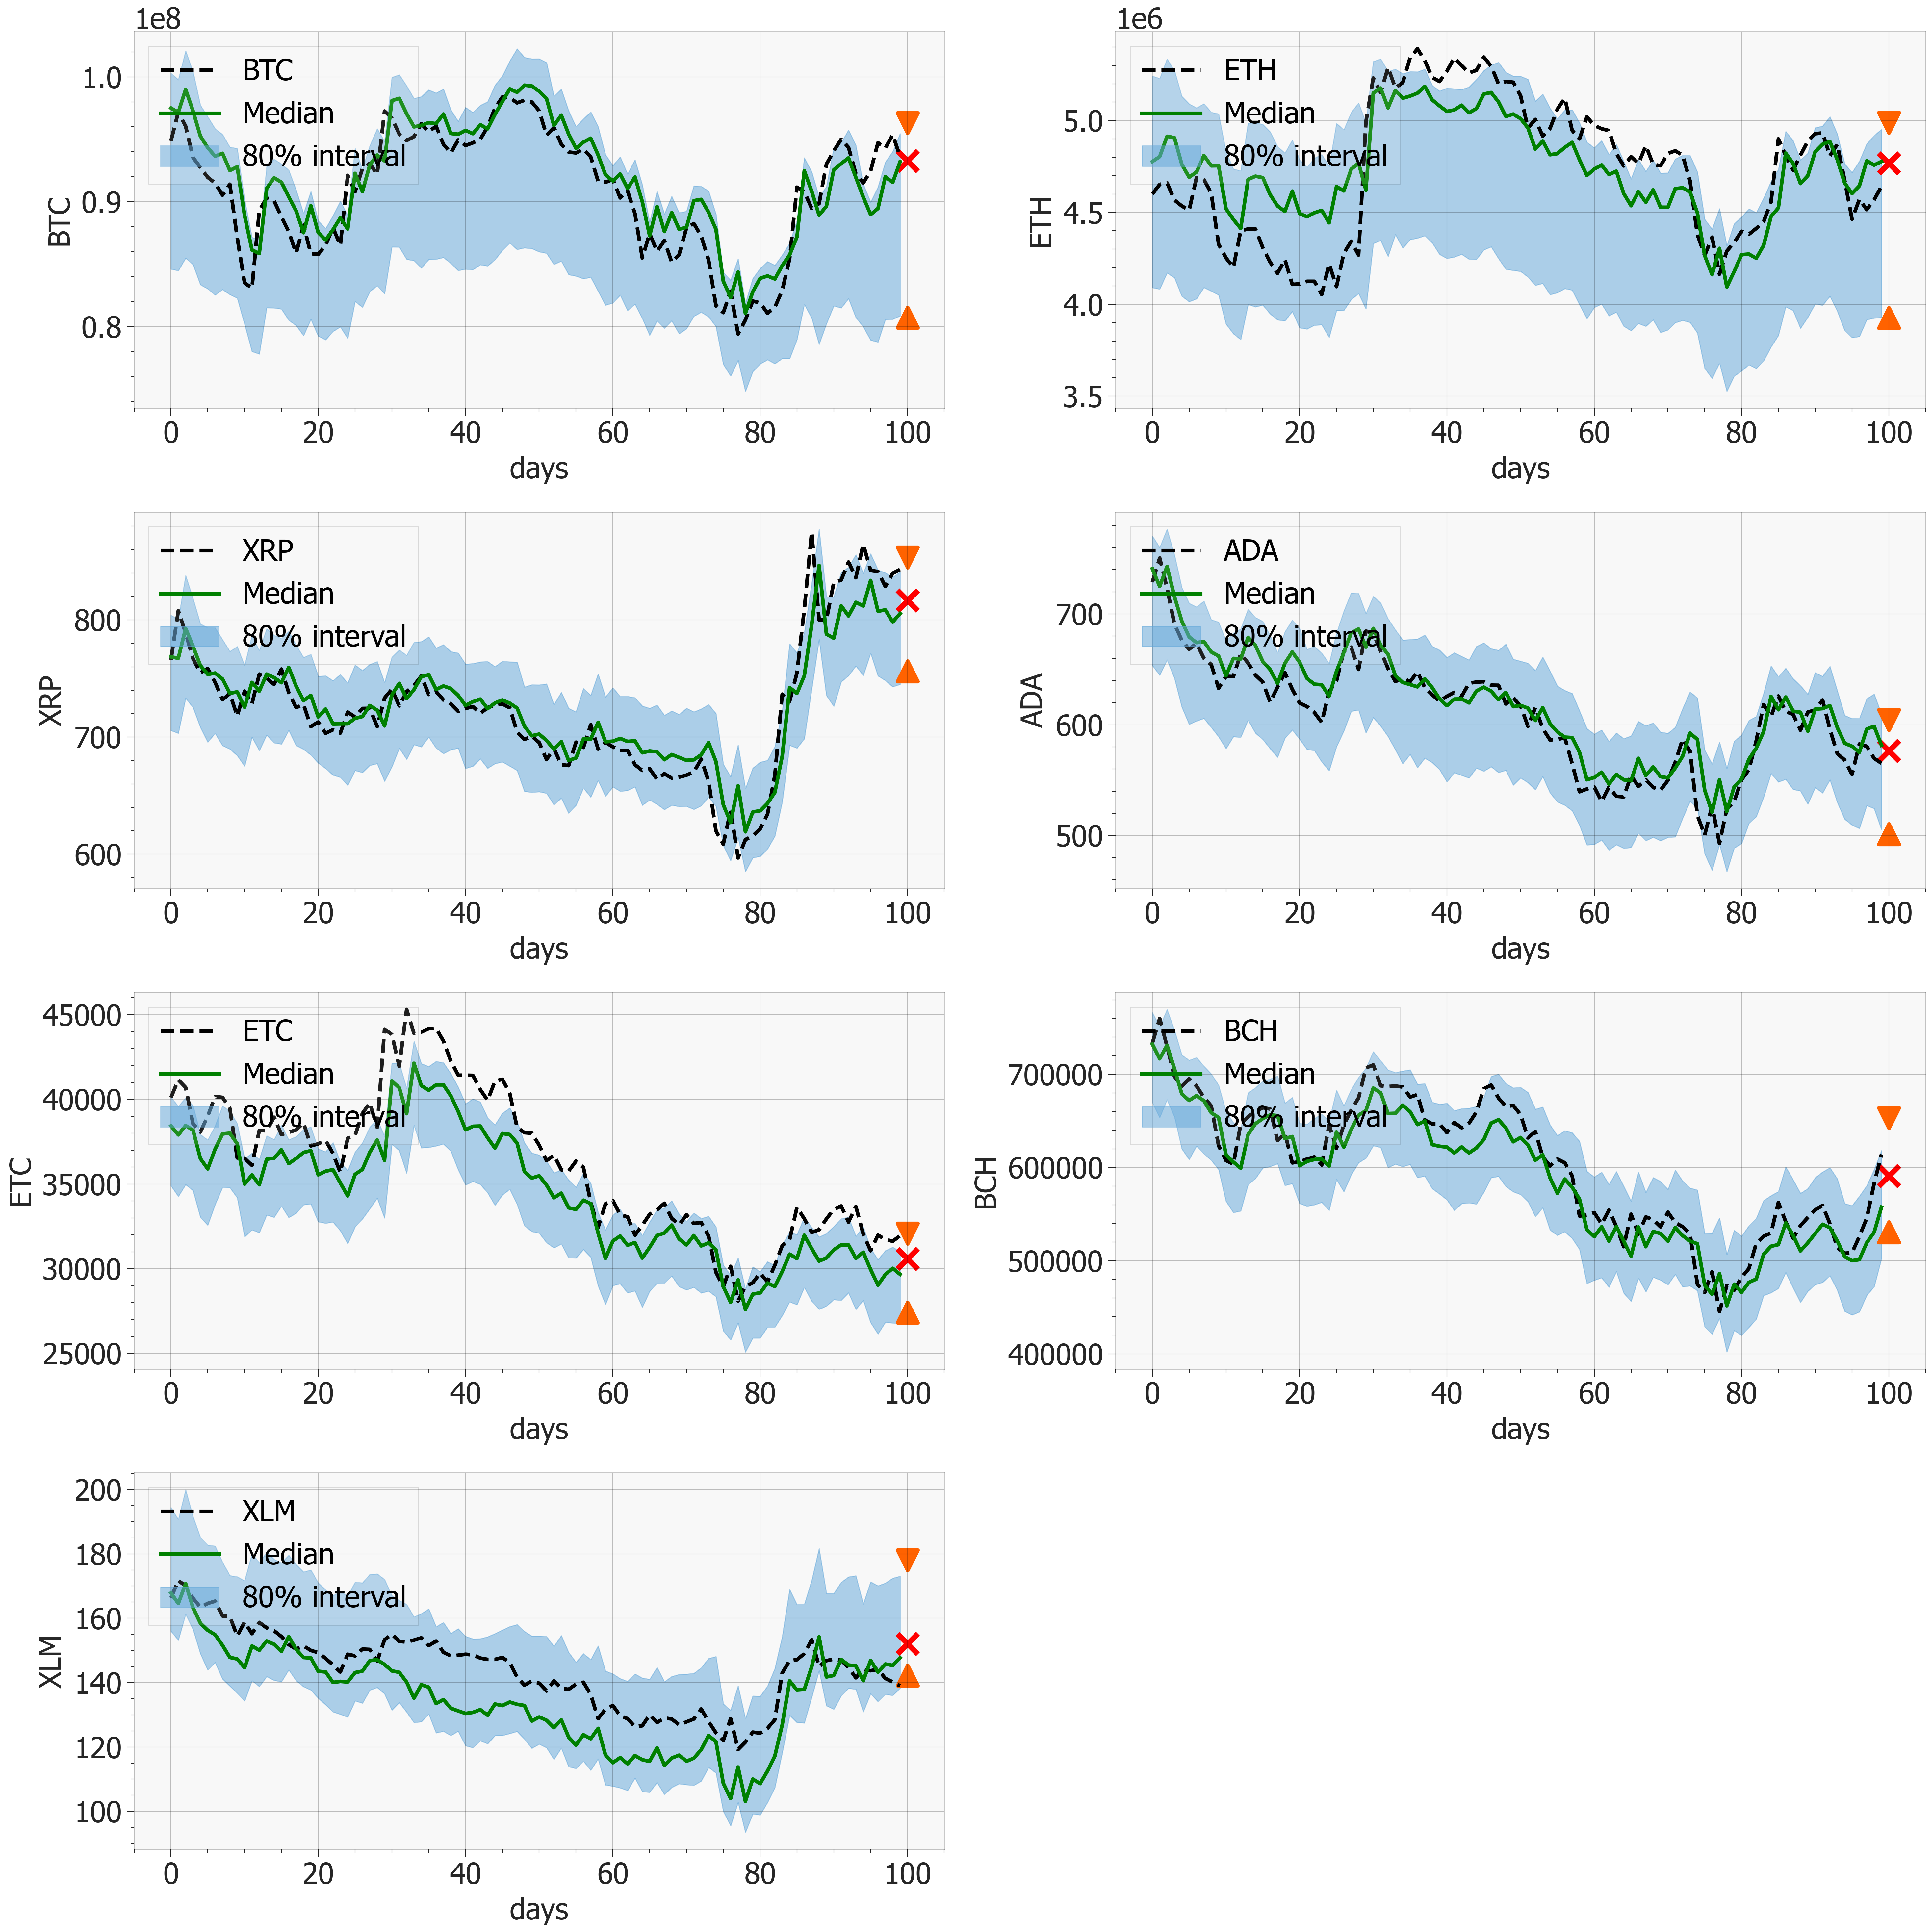 1e8
BTC
Median
80% interval
1.0
0.9
0.8
BTC
0 20 40 60 80 100
days
1e6
ETH
Median
80% interval
5.0
4.5
4.0
3.5
ETH
0 20 40 60 80 100
days
XRP
Median
80% interval
800
700
600
XRP
0 20 40 60 80 100
days
ADA
Median
80% interval
700
600
500
ADA
0 20 40 60 80 100
days
ETC
Median
80% interval
45000
40000
35000
30000
25000
ETC
0 20 40 60 80 100
days
BCH
Median
80% interval
700000
600000
500000
400000
BCH
0 20 40 60 80 100
days
XLM
Median
80% interval
200
180
160
140
120
100
XLM
0 20 40 60 80 100
days